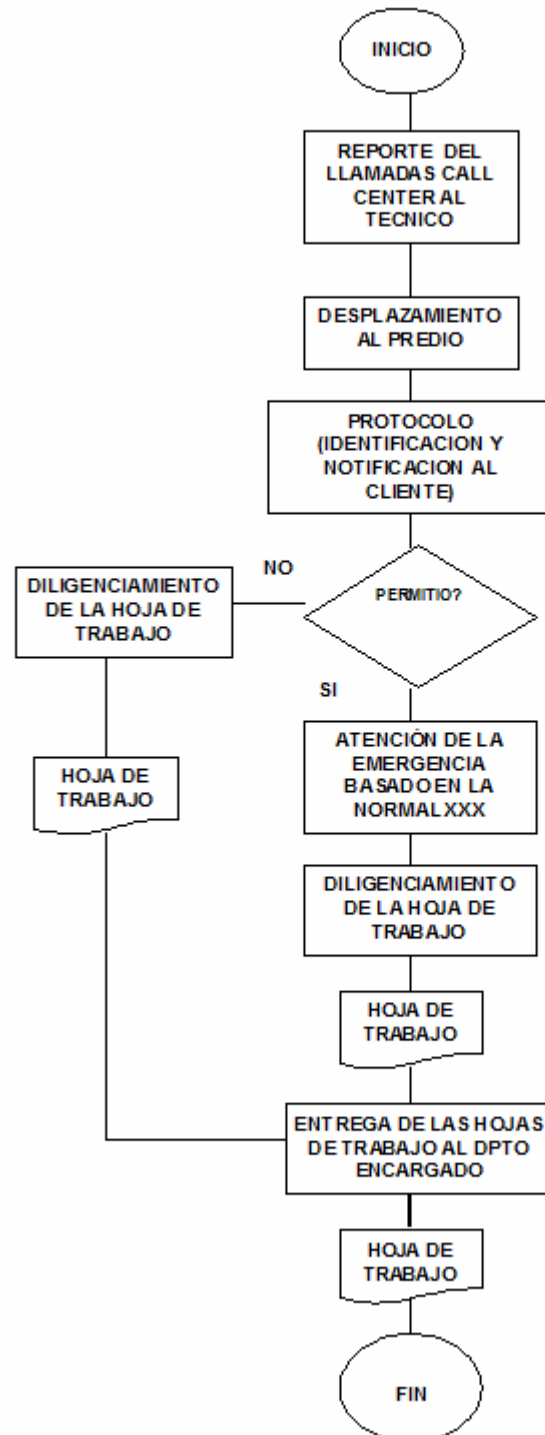 INICIO
REPORTE DEL
LLAMADAS CALL
CENTER AL
TECNICO
DESPLAZAMIENTO
AL PREDIO
PROTOCOLO
(IDENTIFICACION Y
NOTIFICACION AL
CLIENTE)
PERMITIO?
NO
DILIGENCIAMIENTO
DE LA HOJA DE
TRABAJO
HOJA DE
TRABAJO
SI
ATENCIÓN DE LA
EMERGENCIA
BASADO EN LA
NORMAL XXX
DILIGENCIAMIENTO
DE LA HOJA DE
TRABAJO
HOJA DE
TRABAJO
ENTREGA DE LAS HOJAS
DE TRABAJO AL DPTO
ENCARGADO
HOJA DE
TRABAJO
FIN